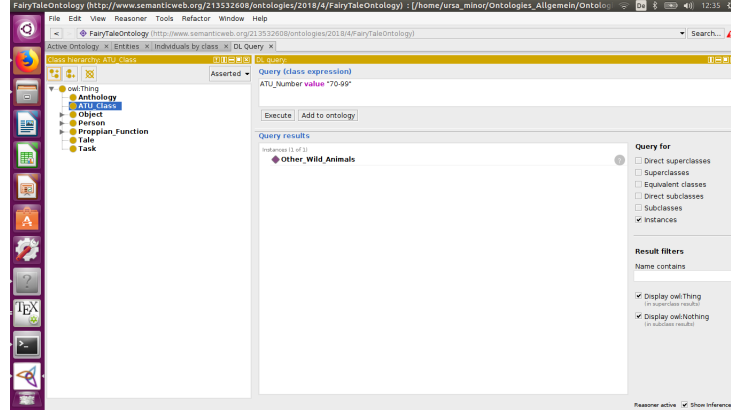 FairyTaleOntology (http://www.semanticweb.org/213532608/ontologies/2018/4/FairyTaleOntology) : [/home/ursa_minor/Ontologies_Allgemein/Ontolog
De
12:35
File Edit View Reasoner Tools Refactor Window Help
< FairyTaleOntology (http://www.semanticweb.org/213532608/ontologies/2018/4/FairyTaleOntology) Search...
Active Ontology × Entities × Individuals by class × DL Query ×
Class hierarchy: ATU_Class
DL query:
Asserted
Query (class expression)
owl:Thing
ATU_Number value "70-99"
Anthology
ATU_Class
Object
Person
Proppian_Function
Tale
Task
Execute Add to ontology
Query results
Instances (1 of 1)
Other_Wild_Animals
?
Query for
Direct superclasses
Superclasses
Equivalent classes
Direct subclasses
Subclasses
Instances
Result filters
Name contains
Display owl:Thing
(in superclass results)
Display owl:Nothing
(in subclass results)
TEX
Reasoner active Show Inference